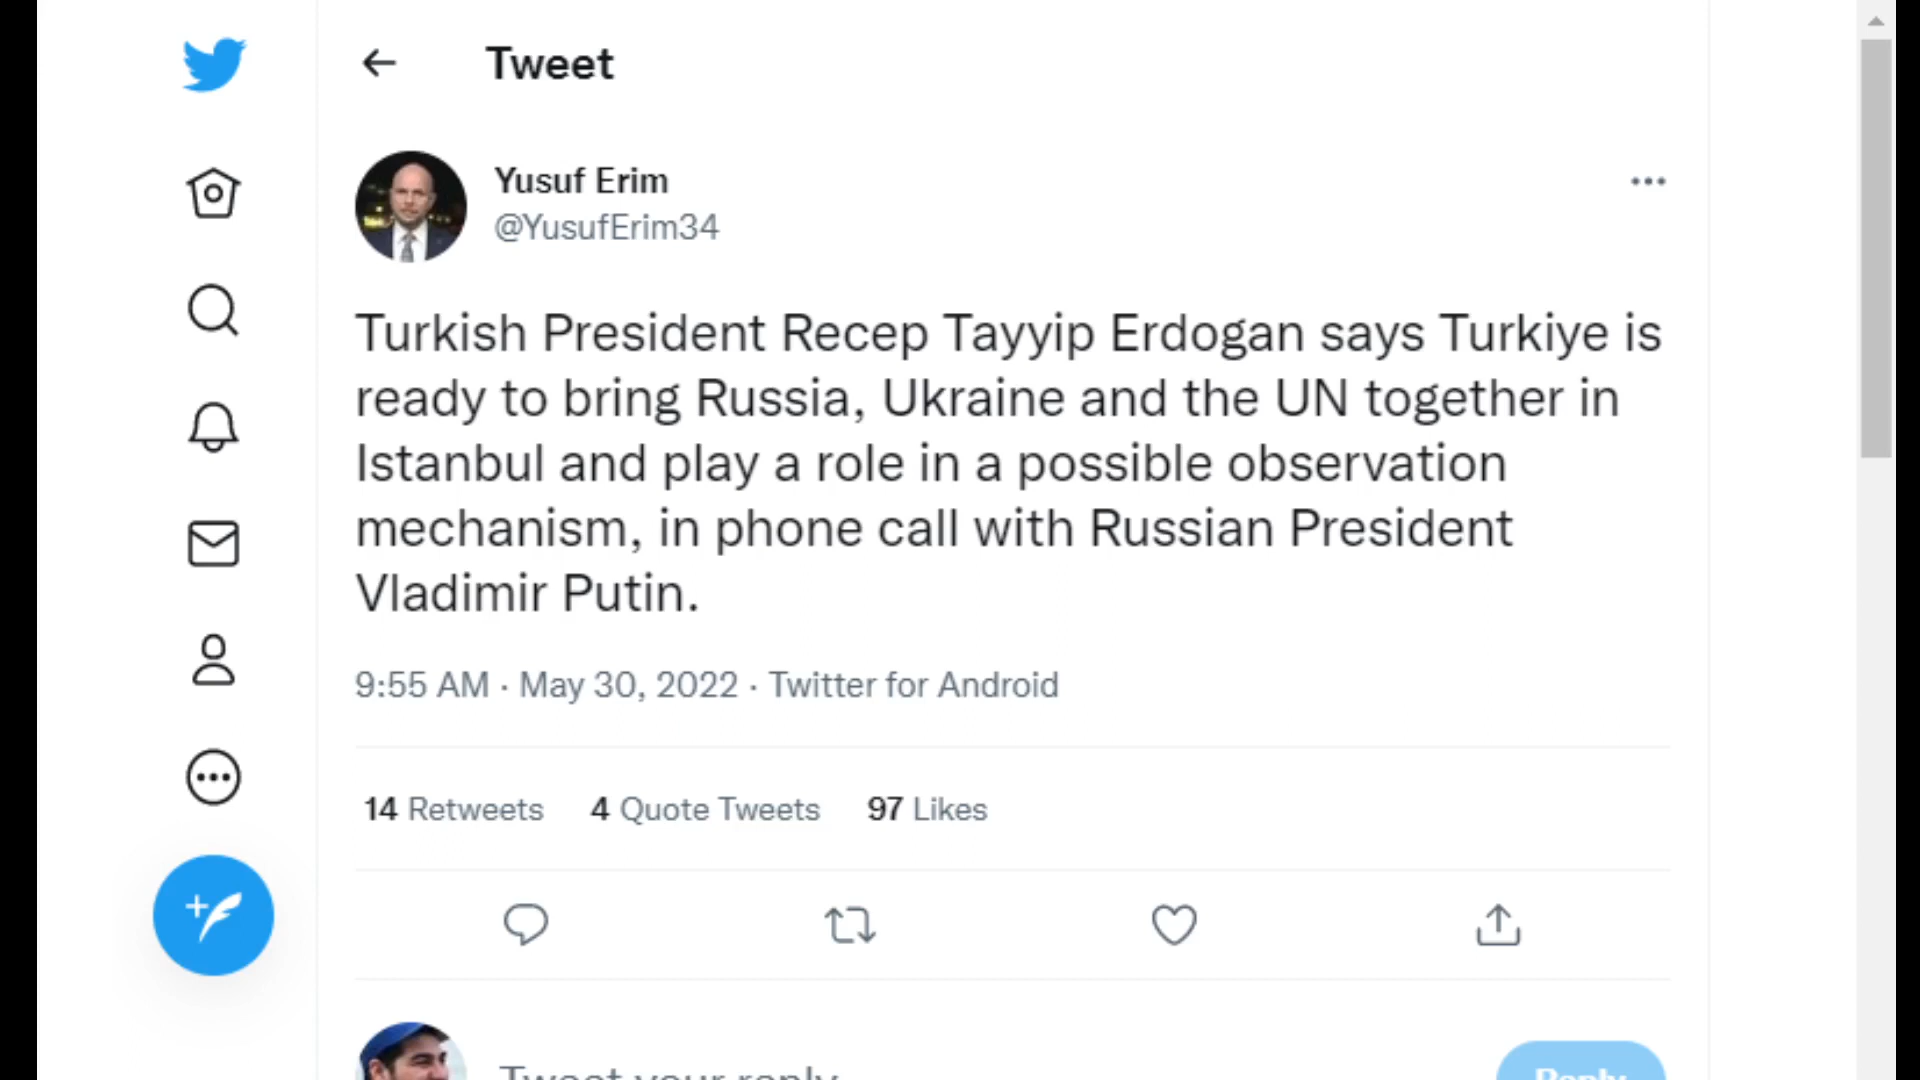 Tweet
Yusuf Erim
@YusufErim34
Turkish President Recep Tayyip Erdogan says Turkiye is
ready to bring Russia, Ukraine and the UN together in
Istanbul and play a role in a possible observation
mechanism, in phone call with Russian President
Vladimir Putin.
9:55 AM · May 30, 2022 · Twitter for Android
14 Retweets 4 Quote Tweets 97 Likes
Tweet your reply
Reply